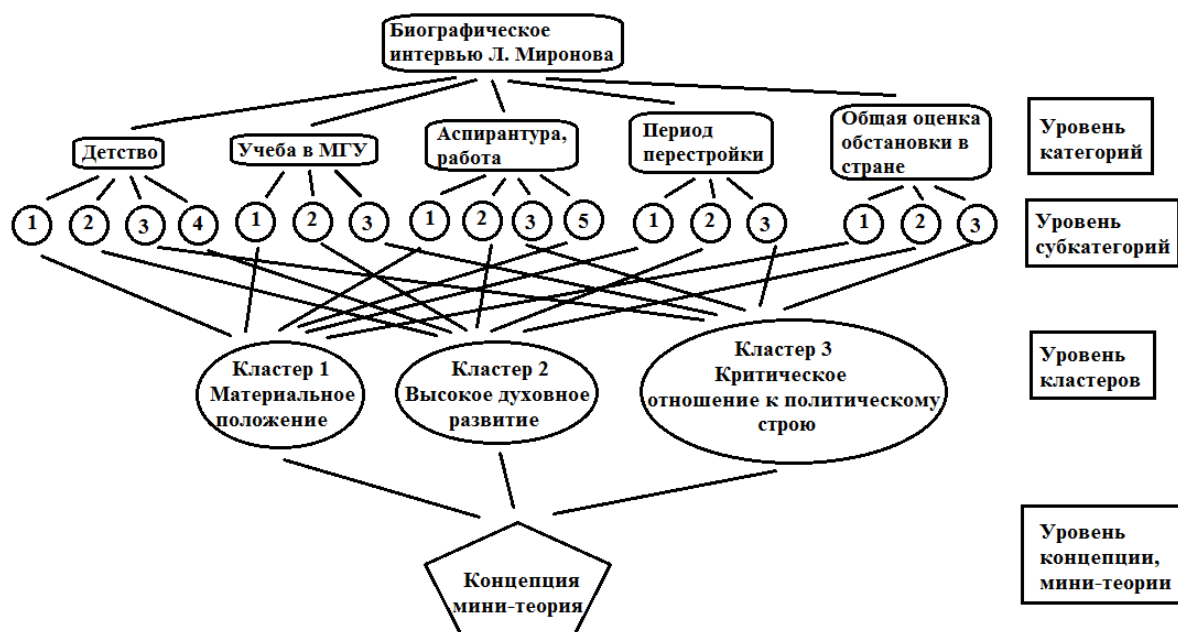 Биографическое
интервью Л. Миронова
Детство
Учеба в МГУ
Аспирантура,
работа
Период
перестройки
Общая оценка
обстановки в
стране
Уровень
категорий
1 2 3 4 1 2 3 1 2 3 5 1 2 3 1 2 3
Уровень
субкатегорий
Кластер 1
Материальное
положение
Кластер 2
Высокое духовное
развитие
Кластер 3
Критическое
отношение к политическому
строю
Уровень
кластеров
Концепция
мини-теория
Уровень
концепции,
мини-теории